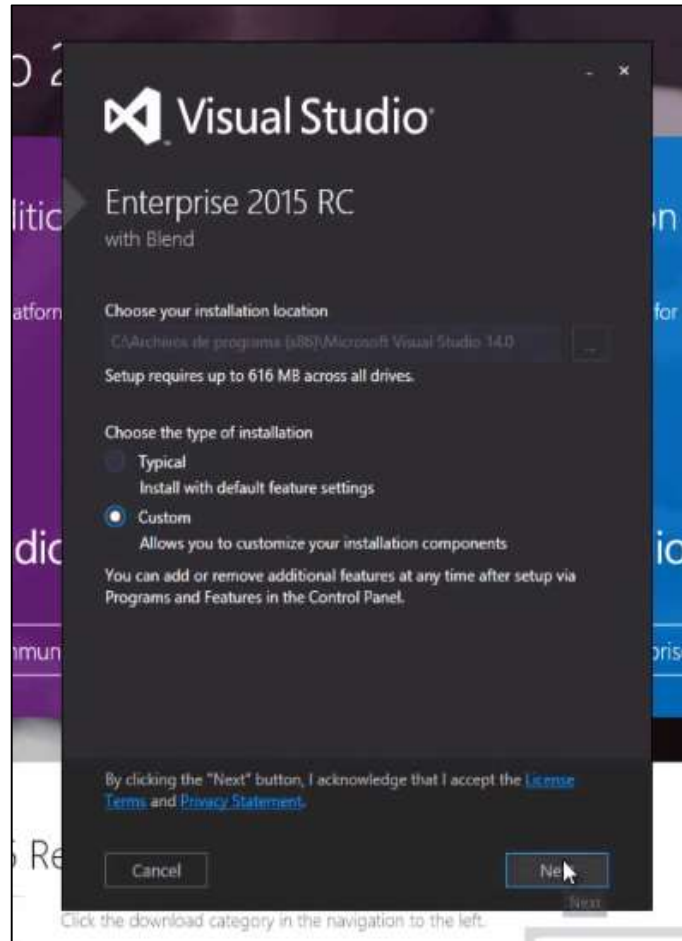 Visual Studio
Enterprise 2015 RC
with Blend
Choose your installation location
C:\Archeirox de programa (x86)\Microsoft Visual Studio 14.0
...
Setup requires up to 616 MB across all drives.
Choose the type of installation
Typical
Install with default feature settings
Custom
Allows you to customize your installation components
You can add or remove additional features at any time after setup via
Programs and Features in the Control Panel.
By clicking the "Next" button, I acknowledge that I accept the License
Terms and Privacy Statement.
Cancel
Next
Click the download category in the navigation to the left.